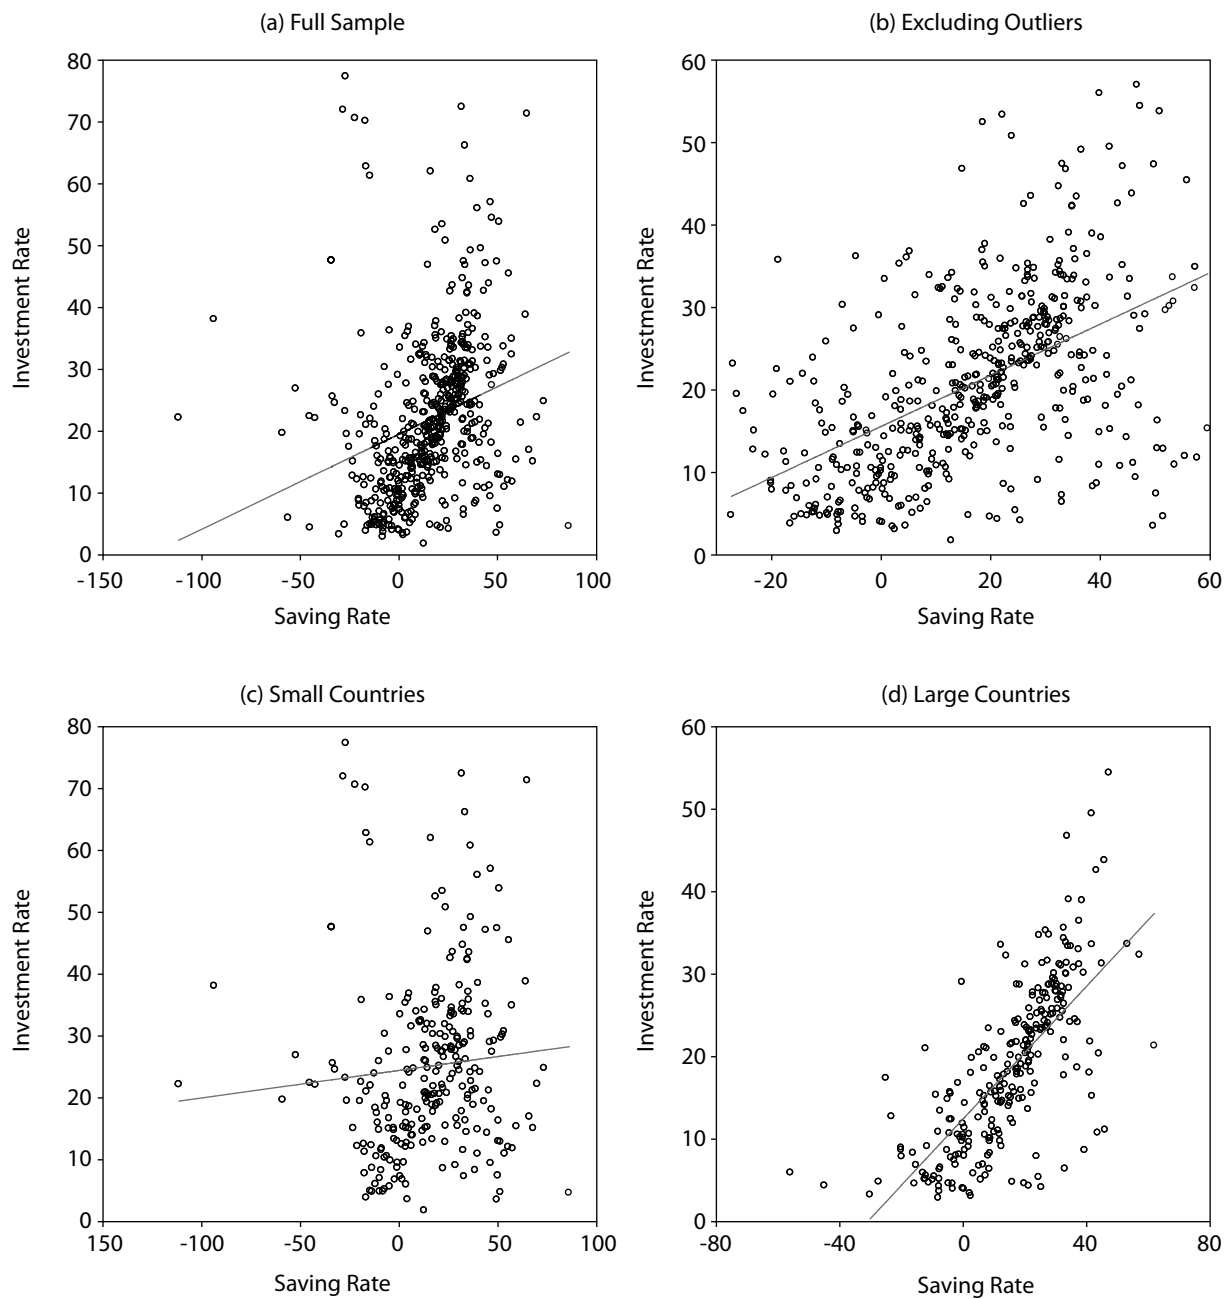 (a) Full Sample
80
70
60
50
40
30
20
10
0
Investment Rate
-150 -100 -50 0 50 100
Saving Rate
(b) Excluding Outliers
60
50
40
30
20
10
0
Investment Rate
-20 0 20 40 60
Saving Rate
(c) Small Countries
80
70
60
50
40
30
20
10
0
Investment Rate
150 -100 -50 0 50 100
Saving Rate
(d) Large Countries
60
50
40
30
20
10
0
Investment Rate
-80 -40 0 40 80
Saving Rate